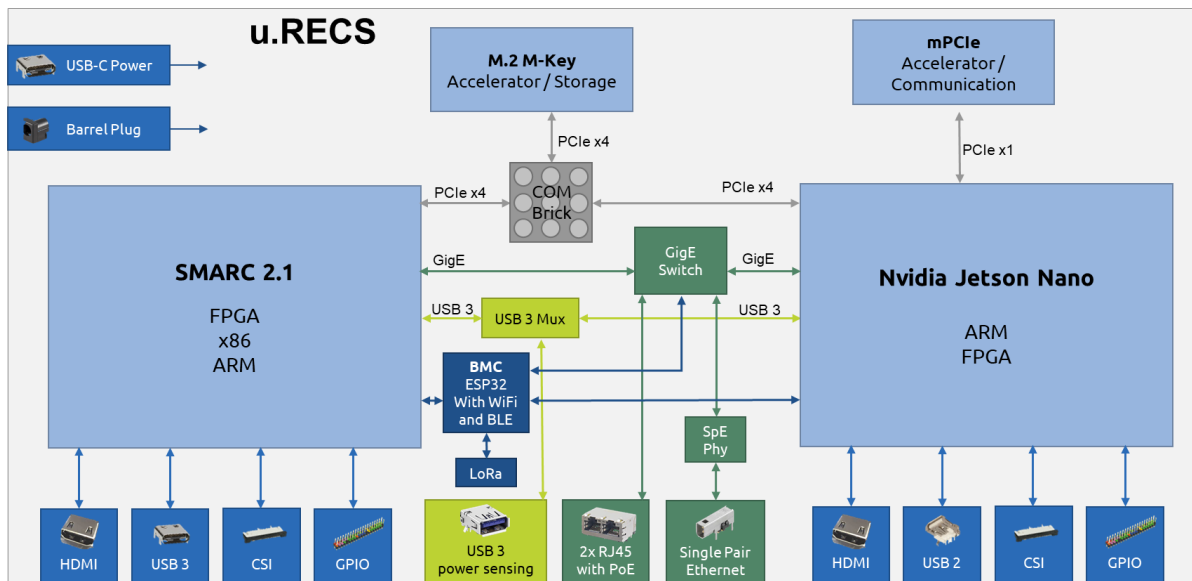 u.RECS
USB-C Power
Barrel Plug
M.2 M-Key
Accelerator / Storage
mPCIe
Accelerator /
Communication
PCIe x4
PCIe x1
PCIe x4
COM
Brick
PCIe x4
SMARC 2.1
FPGA
x86
ARM
GigE
GigE
Switch
GigE
USB 3
USB 3 Mux
USB 3
Nvidia Jetson Nano
ARM
FPGA
BMC
ESP32
With WiFi
and BLE
LoRa
SpE
Phy
HDMI
USB 3
CSI
GPIO
USB 3
power sensing
2x RJ45
with PoE
Single Pair
Ethernet
HDMI
USB 2
CSI
GPIO